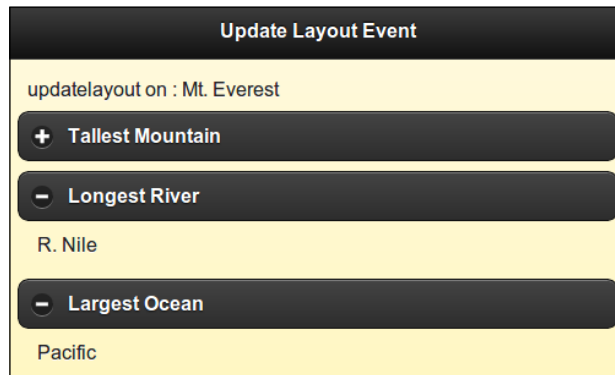 Update Layout Event
updatelayout on : Mt. Everest
Tallest Mountain
Longest River
R. Nile
Largest Ocean
Pacific